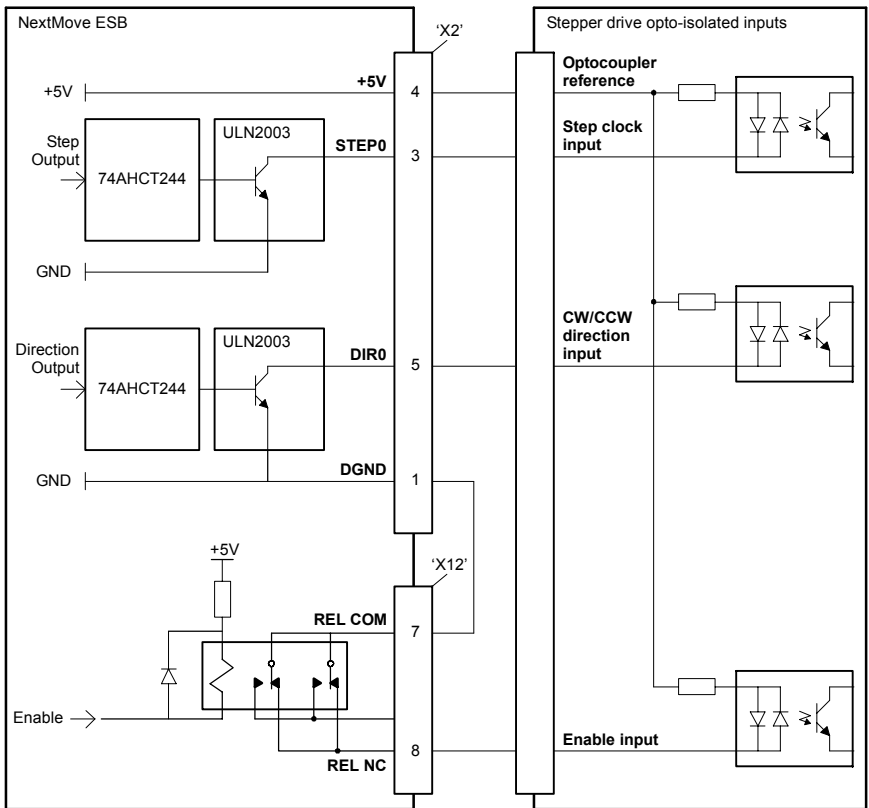 NextMove ESB
'X2'
Stepper drive opto-isolated inputs
+5V
+5V
4
Optocoupler
reference
Step
Output
74AHCT244
ULN2003
STEP0
3
Step clock
input
GND
Direction
Output
74AHCT244
ULN2003
DIR0
5
CW/CCW
direction
input
GND
DGND
1
+5V
'X12'
REL COM
7
Enable
REL NC
8
Enable input